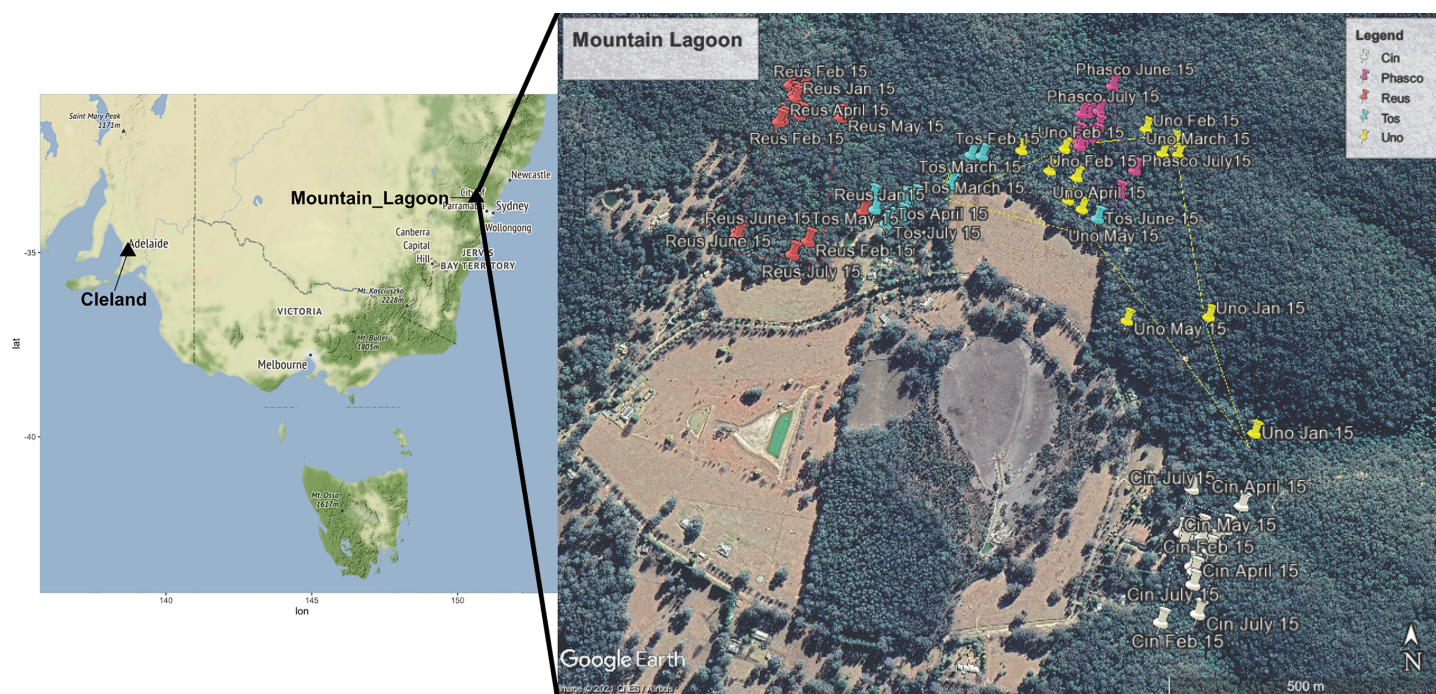 Saint Mary Peak
1171m
Newcastle
City of
Mountain_Lagoon
Parramatta
Sydney
Wollongong
Canberra
Capital
Hill
JERVIS
BAY TERRITORY
Adelaide
Cleland
Mt. Kosciuszko
2228m
VICTORIA
Mt. Buller
1805m
Melbourne
Mt. Ossa
1617m
-35
-40
lat
140
145
150
lon
Mountain Lagoon
Legend
Cin
Phasco
Reus
Tos
Uno
Reus Feb 15
Reus Jan 15
Reus April 15
Reus Feb 15
Reus May 15
Phasco June 15
Phasco July 15
Uno Feb 15
Tos Feb 15
Uno Feb 15
Uno March 15
Tos March 15
Uno Feb 15
Phasco July15
Tos March 15
Reus Jan 15
Uno April 15
Reus June 15
Tos May 15
Tos April 15
Tos June 15
Reus June 15
Reus Feb 15
Tos July 15
Uno May 15
Reus July 15
Uno Jan 15
Uno May 15
Uno Jan 15
Cin July15
Cin April 15
Cin May 15
Cin Feb 15
Cin April 15
Cin July 15
Cin July 15
Cin Feb 15
N
Google Earth
Image © 2021 CNES / Airbus
500 m